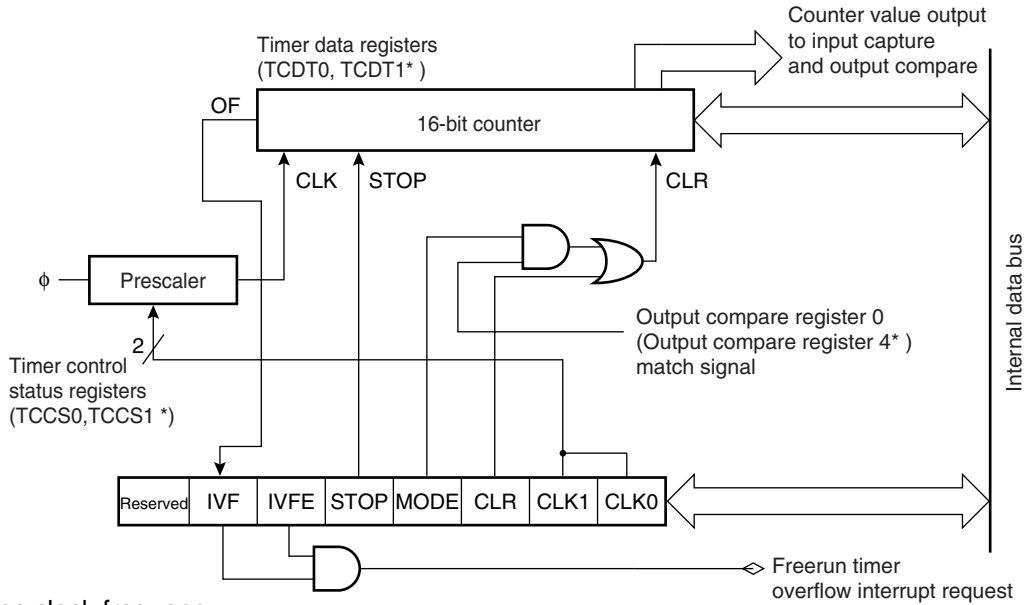 Counter value output
to input capture
and output compare
Timer data registers
(TCDT0, TCDT1* )
OF
16-bit counter
CLK
STOP
CLR
ϕ
Prescaler
2
Output compare register 0
(Output compare register 4* )
match signal
Timer control
status registers
(TCCS0,TCCS1 *)
Internal data bus
Reserved
IVF
IVFE
STOP
MODE
CLR
CLK1
CLK0
Freerun timer
overflow interrupt request